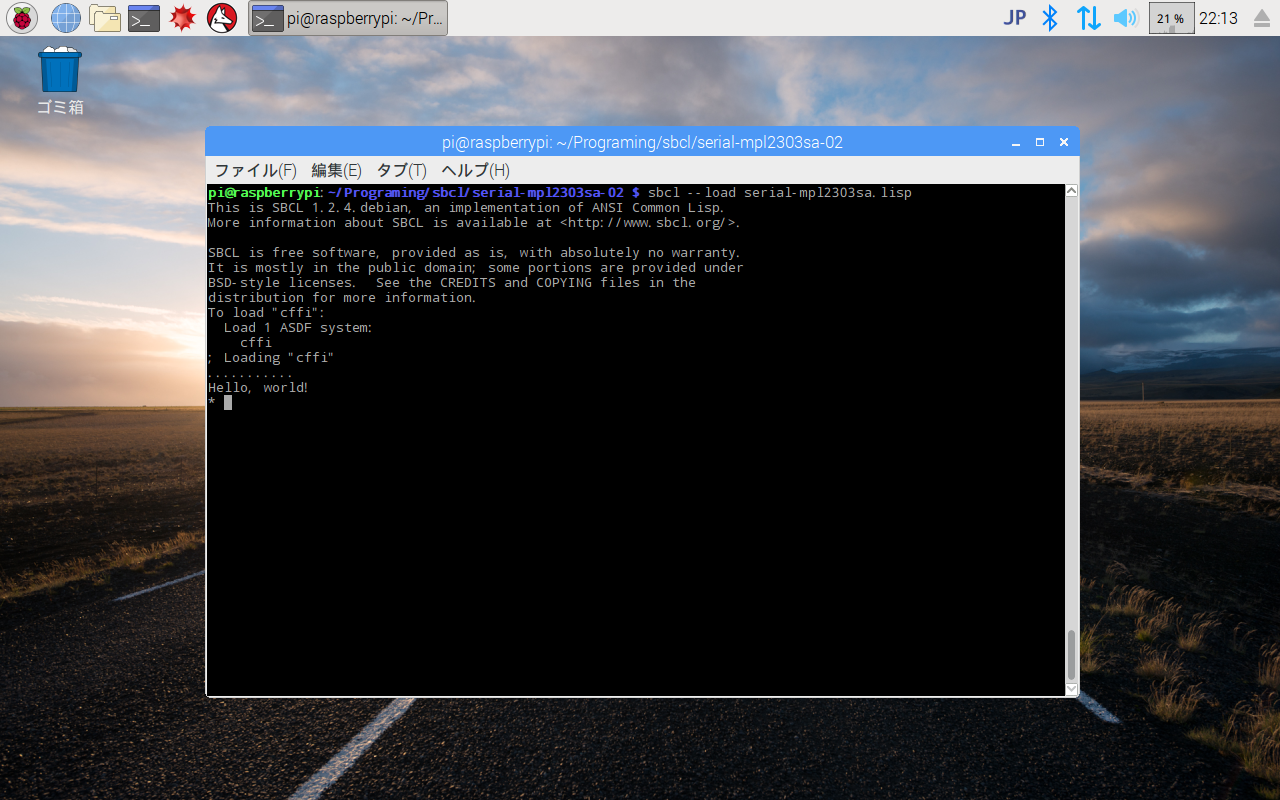 pi@raspberrypi: ~/Pr...
JP
21 %
22:13
ゴミ箱
pi@raspberrypi: ~/Programing/sbcl/serial-mpl2303sa-02
ファイル(F) 編集(E) タブ(T) ヘルプ(H)
pi@raspberrypi:~/Programing/sbcl/serial-mpl2303sa-02 $ sbcl --load serial-mpl2303sa.lisp
This is SBCL 1.2.4.debian, an implementation of ANSI Common Lisp.
More information about SBCL is available at <http://www.sbcl.org/>.
SBCL is free software, provided as is, with absolutely no warranty.
It is mostly in the public domain; some portions are provided under
BSD-style licenses.  See the CREDITS and COPYING files in the
distribution for more information.
To load "cffi":
  Load 1 ASDF system:
    cffi
; Loading "cffi"
...........
Hello, world!
*